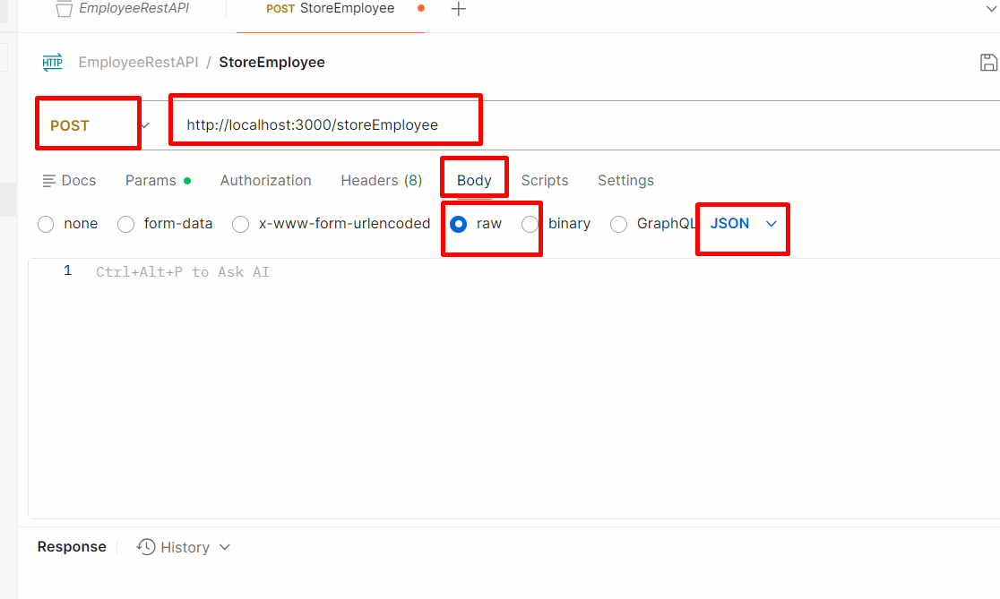 EmployeeRestAPI POST StoreEmployee
HTTP EmployeeRestAPI / StoreEmployee
POST http://localhost:3000/storeEmployee
Docs Params Authorization Headers (8) Body Scripts Settings
none form-data x-www-form-urlencoded raw binary GraphQL JSON
1 Ctrl+Alt+P to Ask AI
Response History